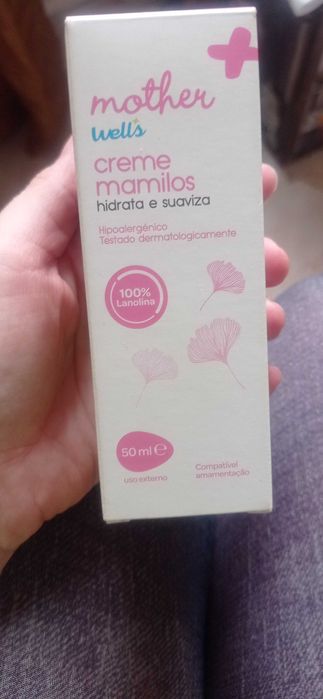 mother
well's
creme
mamilos
hidrata e suaviza
Hipoalergénico
Testado dermatologicamente
100%
Lanolina
50 ml e
uso externo
Compatível
amamentação